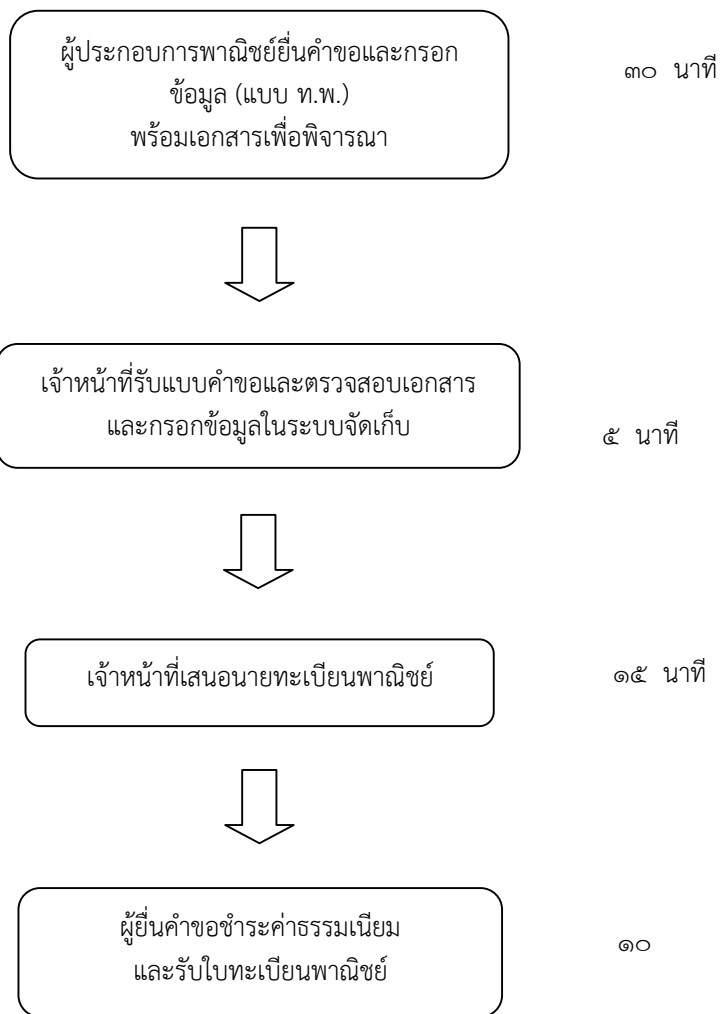 ผู้ประกอบการพาณิชย์ยื่นคำขอและกรอก
ข้อมูล (แบบ ท.พ.)
พร้อมเอกสารเพื่อพิจารณา
๓๐ นาที
เจ้าหน้าที่รับแบบคำขอและตรวจสอบเอกสาร
และกรอกข้อมูลในระบบจัดเก็บ
๕ นาที
เจ้าหน้าที่เสนอนายทะเบียนพาณิชย์
๑๕ นาที
ผู้ยื่นคำขอชำระค่าธรรมเนียม
และรับใบทะเบียนพาณิชย์
๑๐